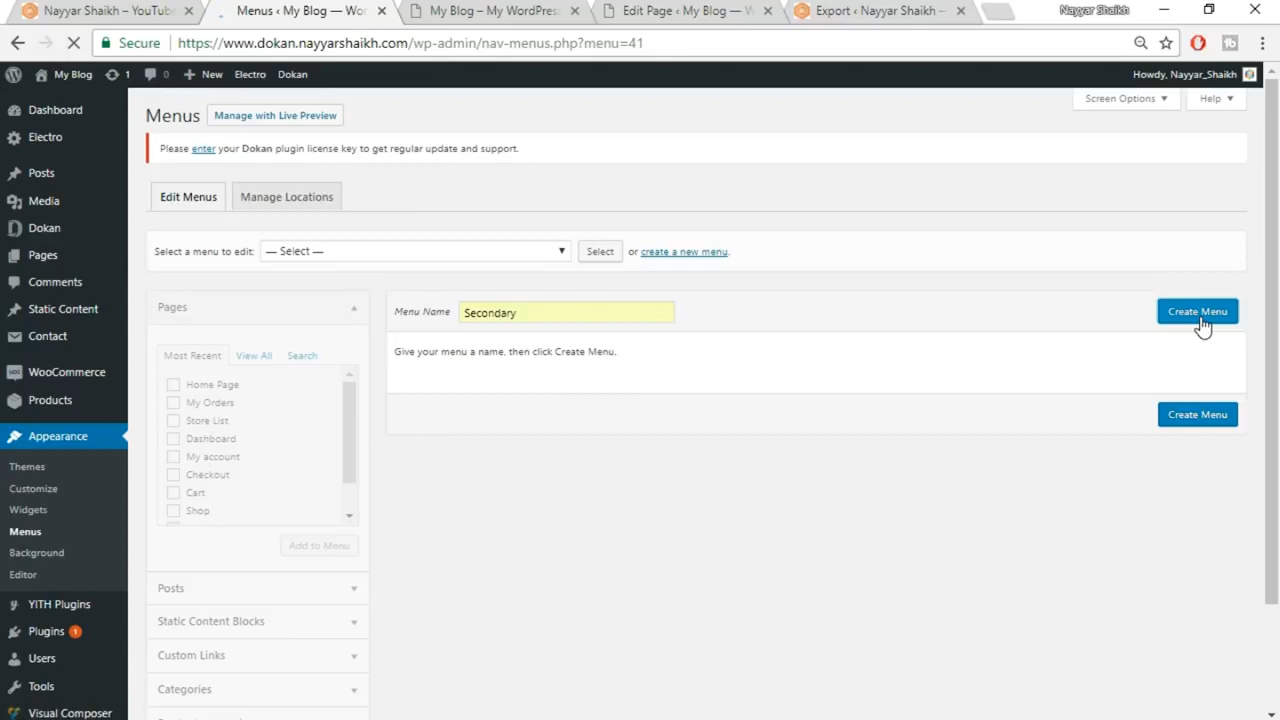 Nayyar Shaikh – YouTube
Menus ‹ My Blog — Wo
My Blog – My WordPres
Edit Page ‹ My Blog — W
Export ‹ Nayyar Shaikh —
Nayyar Shaikh
Secure
https://www.dokan.nayyarshaikh.com/wp-admin/nav-menus.php?menu=41
My Blog
1
0
New
Electro
Dokan
Howdy, Nayyar_Shaikh
Screen Options
Help
Dashboard
Electro
Posts
Media
Dokan
Pages
Comments
Static Content
Contact
WooCommerce
Products
Appearance
Themes
Customize
Widgets
Menus
Background
Editor
YITH Plugins
Plugins 1
Users
Tools
Visual Composer
Menus
Manage with Live Preview
Please enter your Dokan plugin license key to get regular update and support.
Edit Menus
Manage Locations
Select a menu to edit: — Select — Select or create a new menu.
Pages
Most Recent
View All
Search
Home Page
My Orders
Store List
Dashboard
My account
Checkout
Cart
Shop
Add to Menu
Posts
Static Content Blocks
Custom Links
Categories
Menu Name Secondary
Create Menu
Give your menu a name, then click Create Menu.
Create Menu